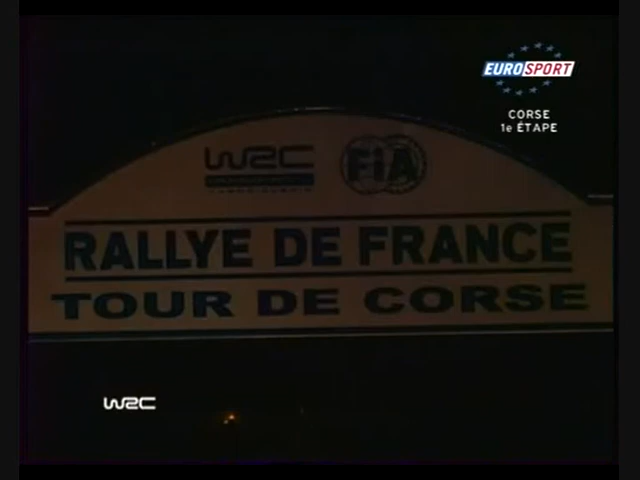 EUROSPORT
CORSE
1e ÉTAPE
WRC
FIA
RALLYE DE FRANCE
TOUR DE CORSE
WRC